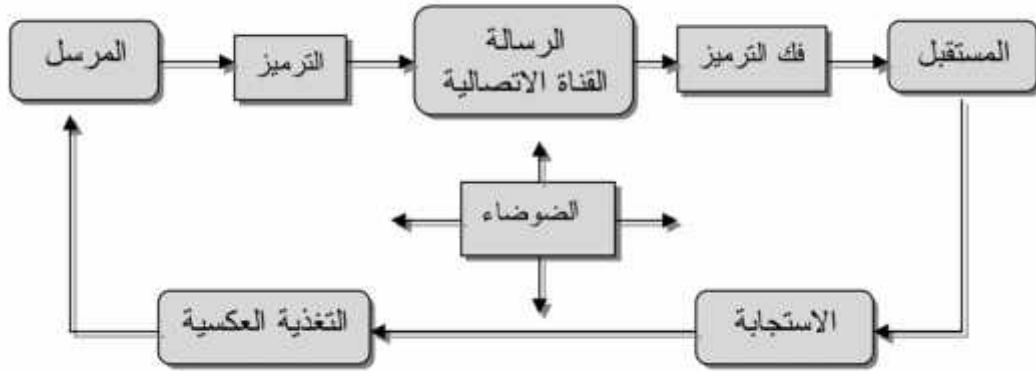 المرسل
الترميز
الرسالة
القناة الاتصالية
فك الترميز
المستقبل
الضوضاء
التغذية العكسية
الاستجابة